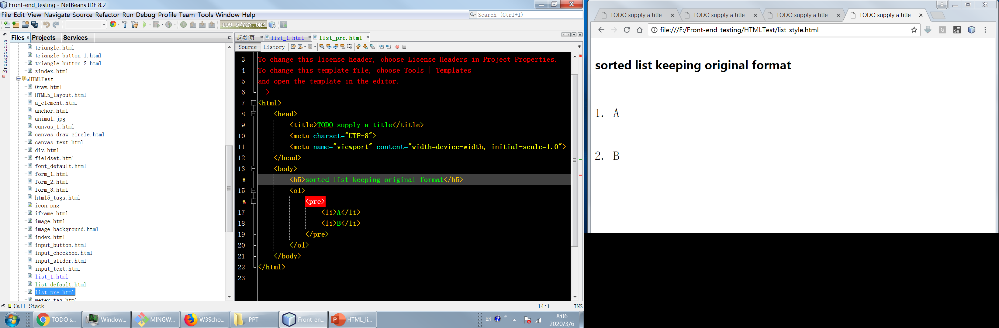 Front-end_testing - NetBeans IDE 8.2
File Edit View Navigate Source Refactor Run Debug Profile Team Tools Window Help
Search (Ctrl+I)
199.9/727.0MB
Breakpoints
Files Projects Services
triangle.html
triangle_button_1.html
triangle_button_2.html
zindex.html
HTMLTest
0raw.html
HTML5_layout.html
a_element.html
anchor.html
animal.jpg
canvas_1.html
canvas_draw_circle.html
canvas_text.html
div.html
fieldset.html
font_default.html
form_1.html
form_2.html
form_3.html
html5_tags.html
icon.png
iframe.html
image.html
image_background.html
index.html
input_button.html
input_checkbox.html
input_slider.html
input_text.html
list_1.html
list_default.html
list_pre.html
meter_tag.html
Call Stack
起始页 list_1.html list_pre.html
Source History
3 To change this license header, choose License Headers in Project Properties.
4 To change this template file, choose Tools | Templates
5 and open the template in the editor.
6 -->
7 <html>
8 <head>
9 <title>TODO supply a title</title>
10 <meta charset="UTF-8">
11 <meta name="viewport" content="width=device-width, initial-scale=1.0">
12 </head>
13 <body>
<h5>sorted list keeping original format</h5>
15 <ol>
<pre>
17 <li>A</li>
18 <li>B</li>
19 </pre>
20 </ol>
21 </body>
22 </html>
23
14:1 INS
TODO s... Window... MINGW... W3Scho... PPT Front-en... HTML_li...
EN
8:06
2020/3/6
TODO supply a title TODO supply a title TODO supply a title TODO supply a title
file:///F:/Front-end_testing/HTMLTest/list_style.html
G Se
sorted list keeping original format
1. A
2. B